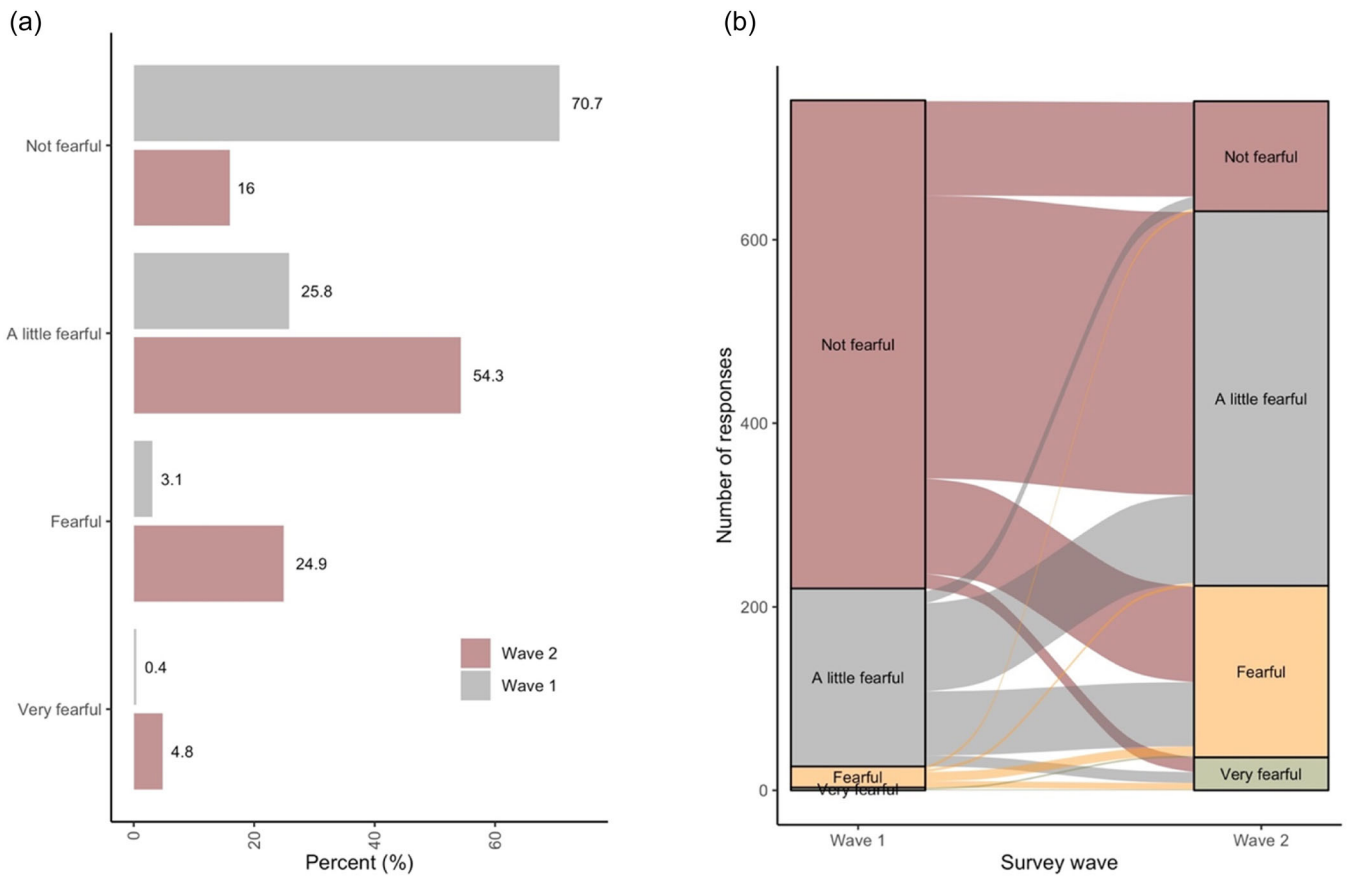 (a)
Not fearful
70.7
16
A little fearful
25.8
54.3
Fearful
3.1
24.9
Very fearful
0.4
4.8
Wave 2
Wave 1
0
20
40
60
Percent (%)
(b)
Number of responses
600
400
200
0
Not fearful
A little fearful
Fearful
Very fearful
Not fearful
A little fearful
Fearful
Very fearful
Wave 1
Wave 2
Survey wave